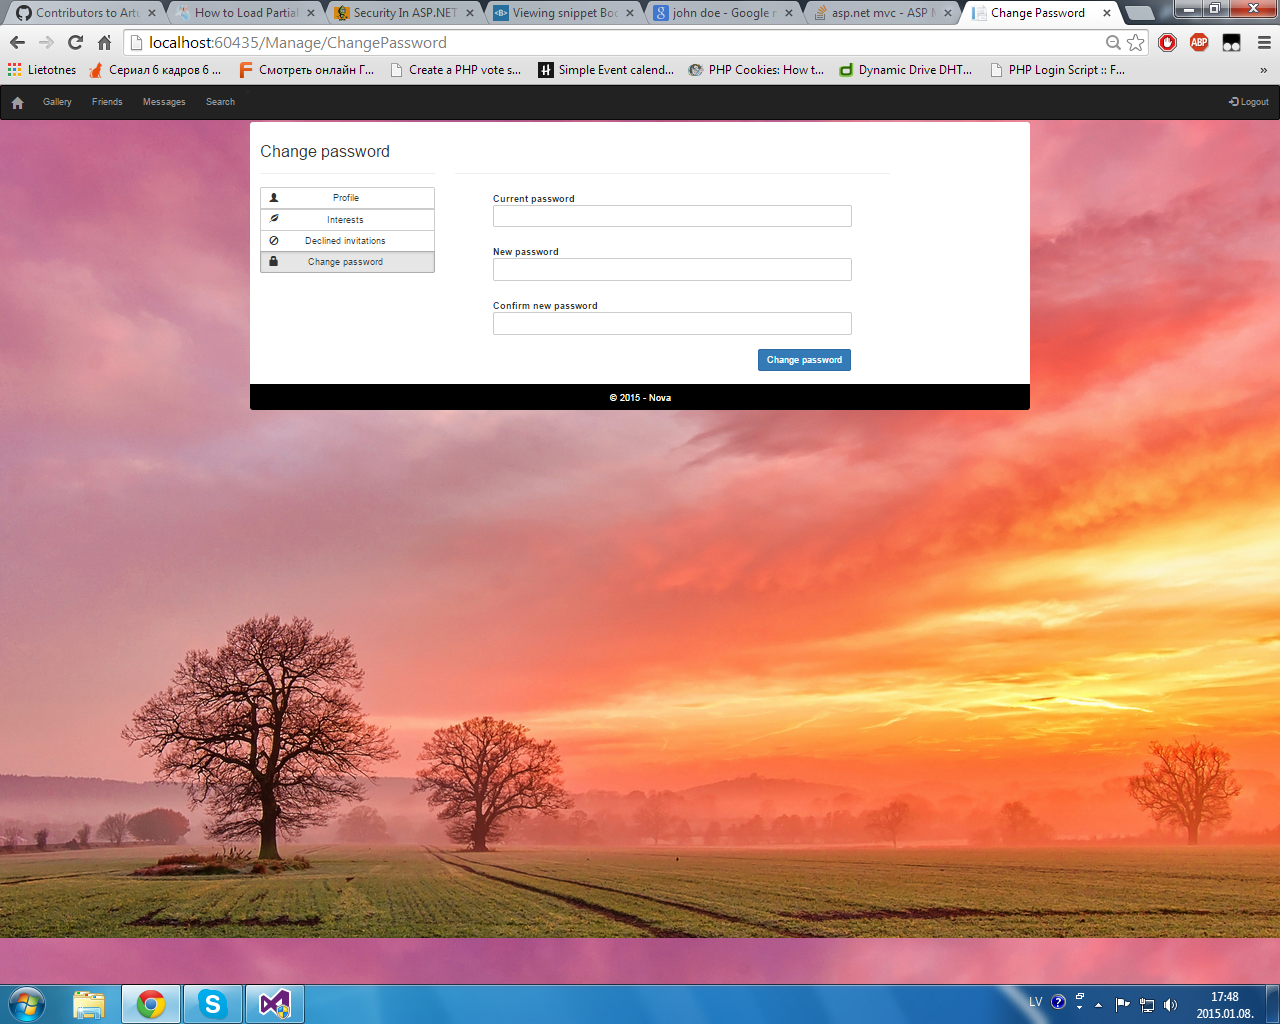 Contributors to Artu
How to Load Partial
Security In ASP.NET
Viewing snippet Boo
john doe - Google
asp.net mvc - ASP
Change Password
localhost:60435/Manage/ChangePassword
Lietotnes
Сериал 6 кадров 6 ...
Смотреть онлайн Г...
Create a PHP vote s...
Simple Event calend...
PHP Cookies: How t...
Dynamic Drive DHT...
PHP Login Script :: F...
»
Gallery
Friends
Messages
Search
Logout
Change password
Profile
Interests
Declined invitations
Change password
Current password
New password
Confirm new password
Change password
© 2015 - Nova
LV
17:48
2015.01.08.